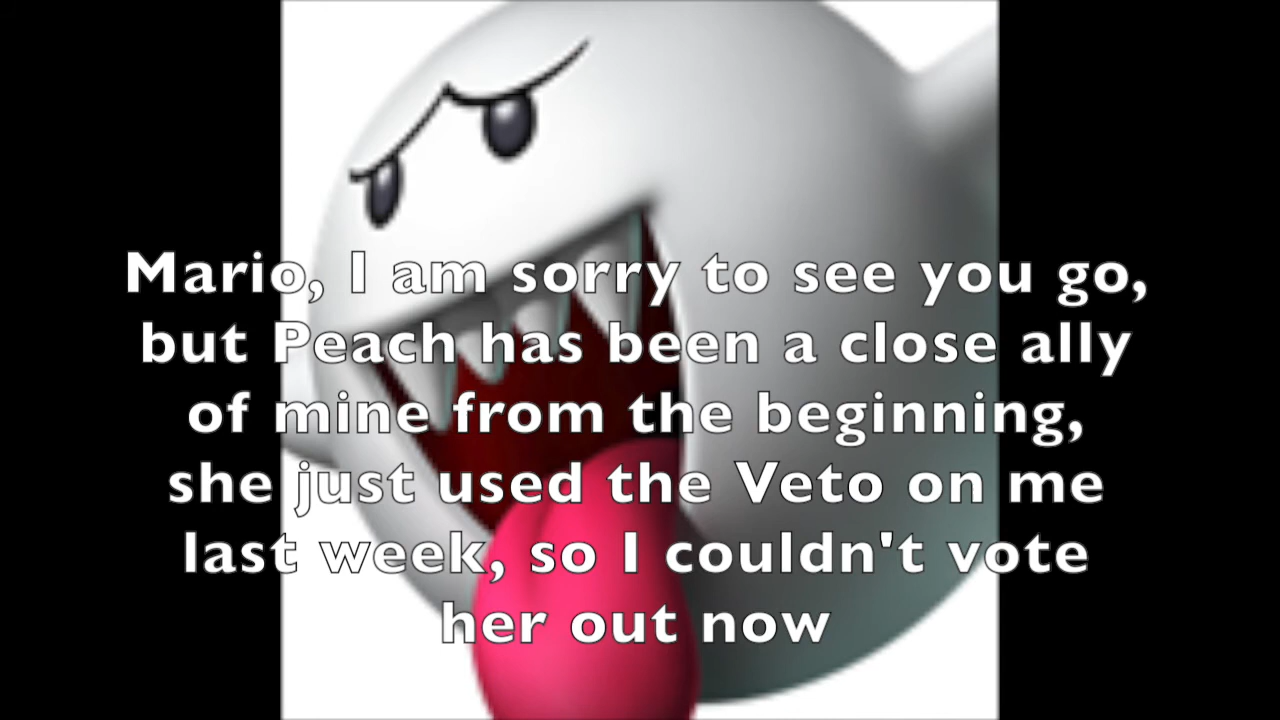 Mario, I am sorry to see you go,
but Peach has been a close ally
of mine from the beginning,
she just used the Veto on me
last week, so I couldn't vote
her out now